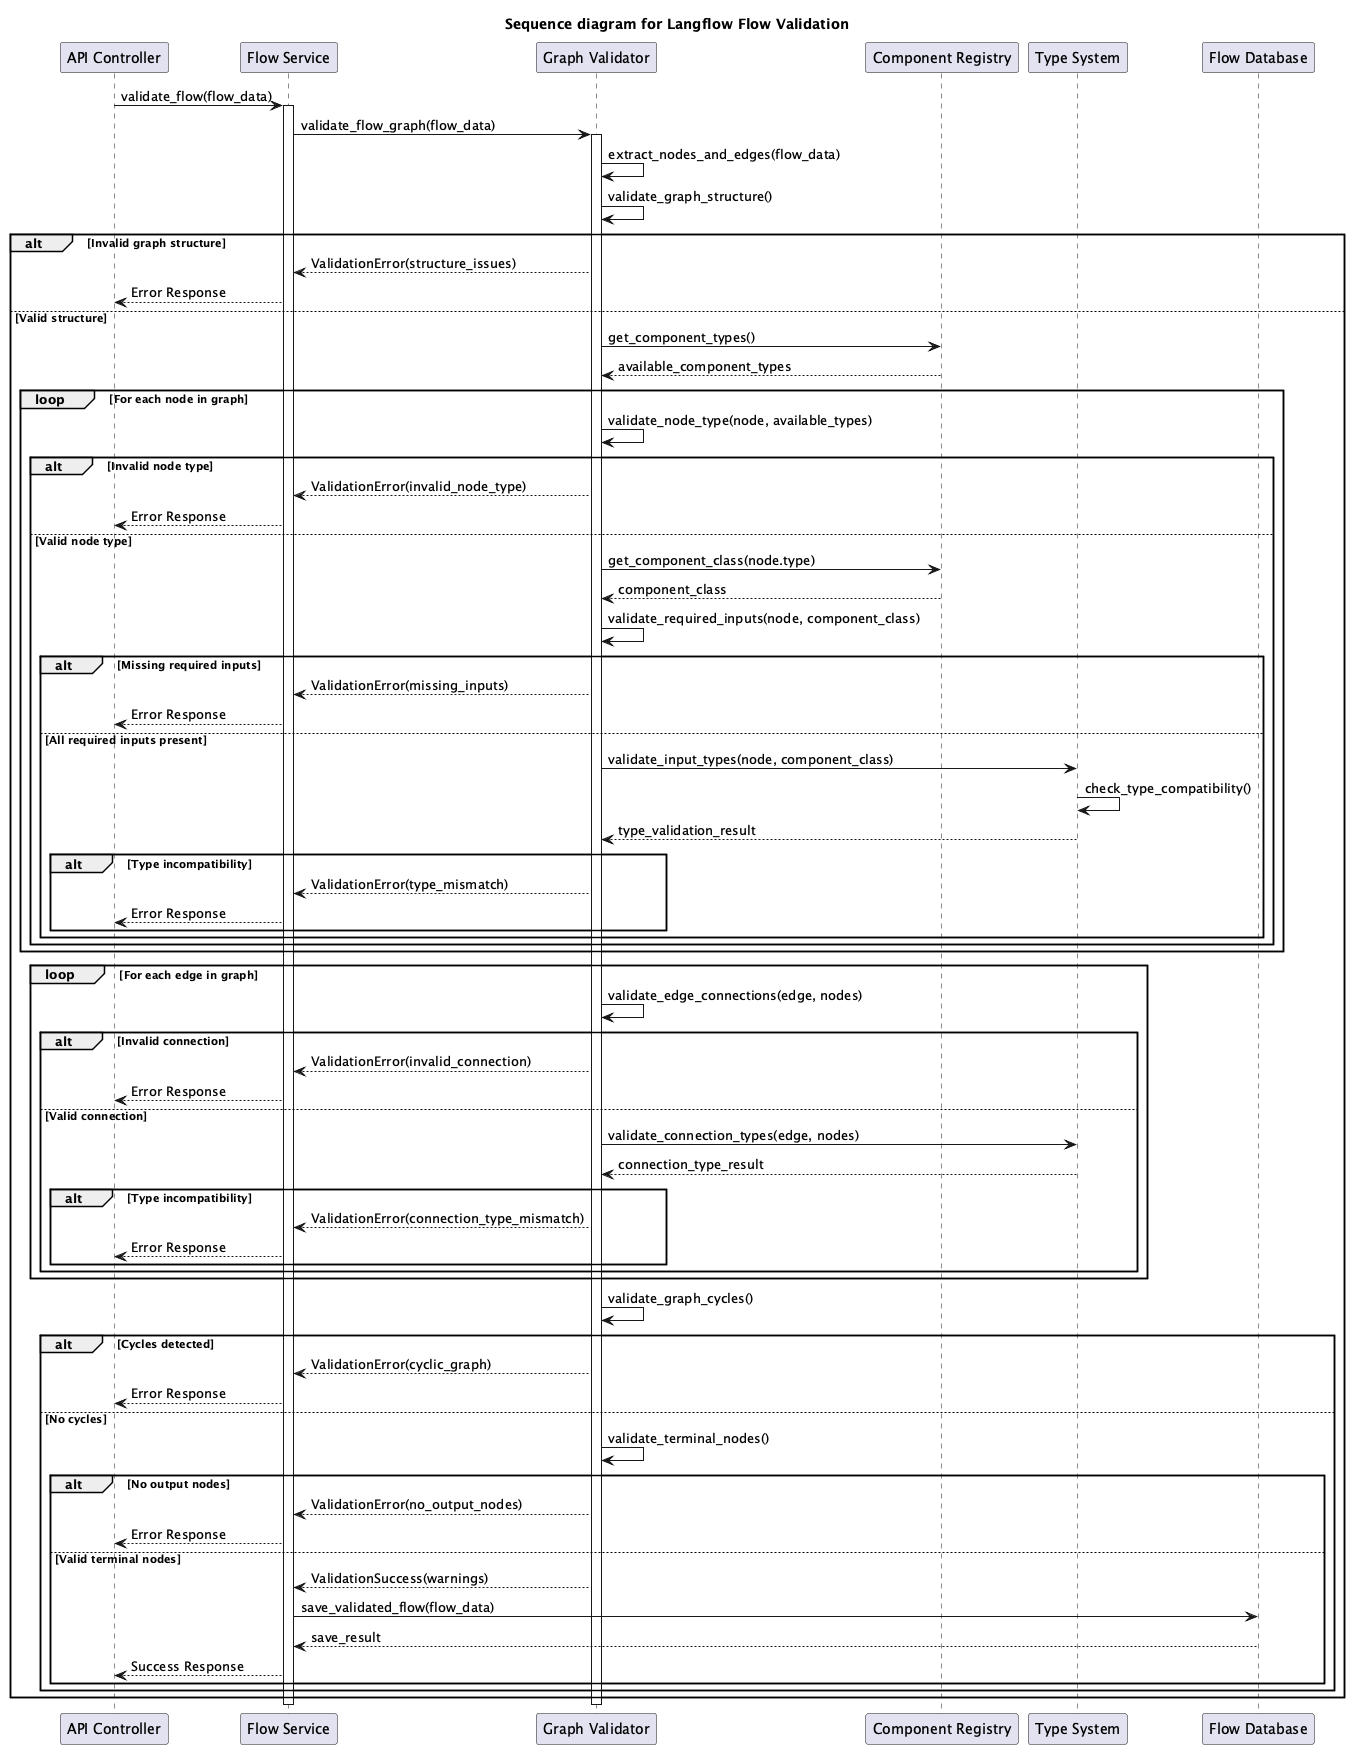 Sequence diagram for Langflow Flow Validation
API Controller Flow Service Graph Validator Component Registry Type System Flow Database
validate_flow(flow_data)
validate_flow_graph(flow_data)
extract_nodes_and_edges(flow_data)
validate_graph_structure()
alt [Invalid graph structure]
ValidationError(structure_issues)
Error Response
[Valid structure]
get_component_types()
available_component_types
loop [For each node in graph]
validate_node_type(node, available_types)
alt [Invalid node type]
ValidationError(invalid_node_type)
Error Response
[Valid node type]
get_component_class(node.type)
component_class
validate_required_inputs(node, component_class)
alt [Missing required inputs]
ValidationError(missing_inputs)
Error Response
[All required inputs present]
validate_input_types(node, component_class)
check_type_compatibility()
type_validation_result
alt [Type incompatibility]
ValidationError(type_mismatch)
Error Response
loop [For each edge in graph]
validate_edge_connections(edge, nodes)
alt [Invalid connection]
ValidationError(invalid_connection)
Error Response
[Valid connection]
validate_connection_types(edge, nodes)
connection_type_result
alt [Type incompatibility]
ValidationError(connection_type_mismatch)
Error Response
validate_graph_cycles()
alt [Cycles detected]
ValidationError(cyclic_graph)
Error Response
[No cycles]
validate_terminal_nodes()
alt [No output nodes]
ValidationError(no_output_nodes)
Error Response
[Valid terminal nodes]
ValidationSuccess(warnings)
save_validated_flow(flow_data)
save_result
Success Response
API Controller Flow Service Graph Validator Component Registry Type System Flow Database